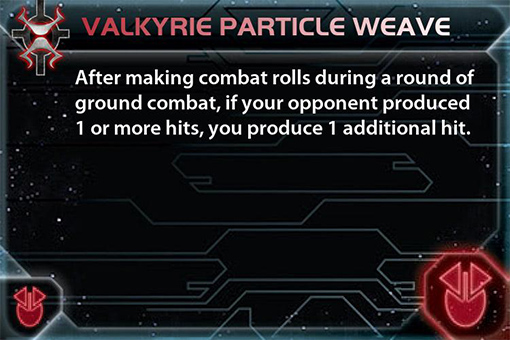 VALKYRIE PARTICLE WEAVE
After making combat rolls during a round of
ground combat, if your opponent produced
1 or more hits, you produce 1 additional hit.